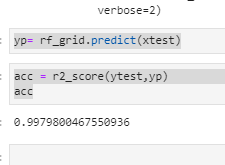 verbose=2)
yp= rf_grid.predict(xtest)
acc = r2_score(ytest,yp)
acc
0.9979800467550936